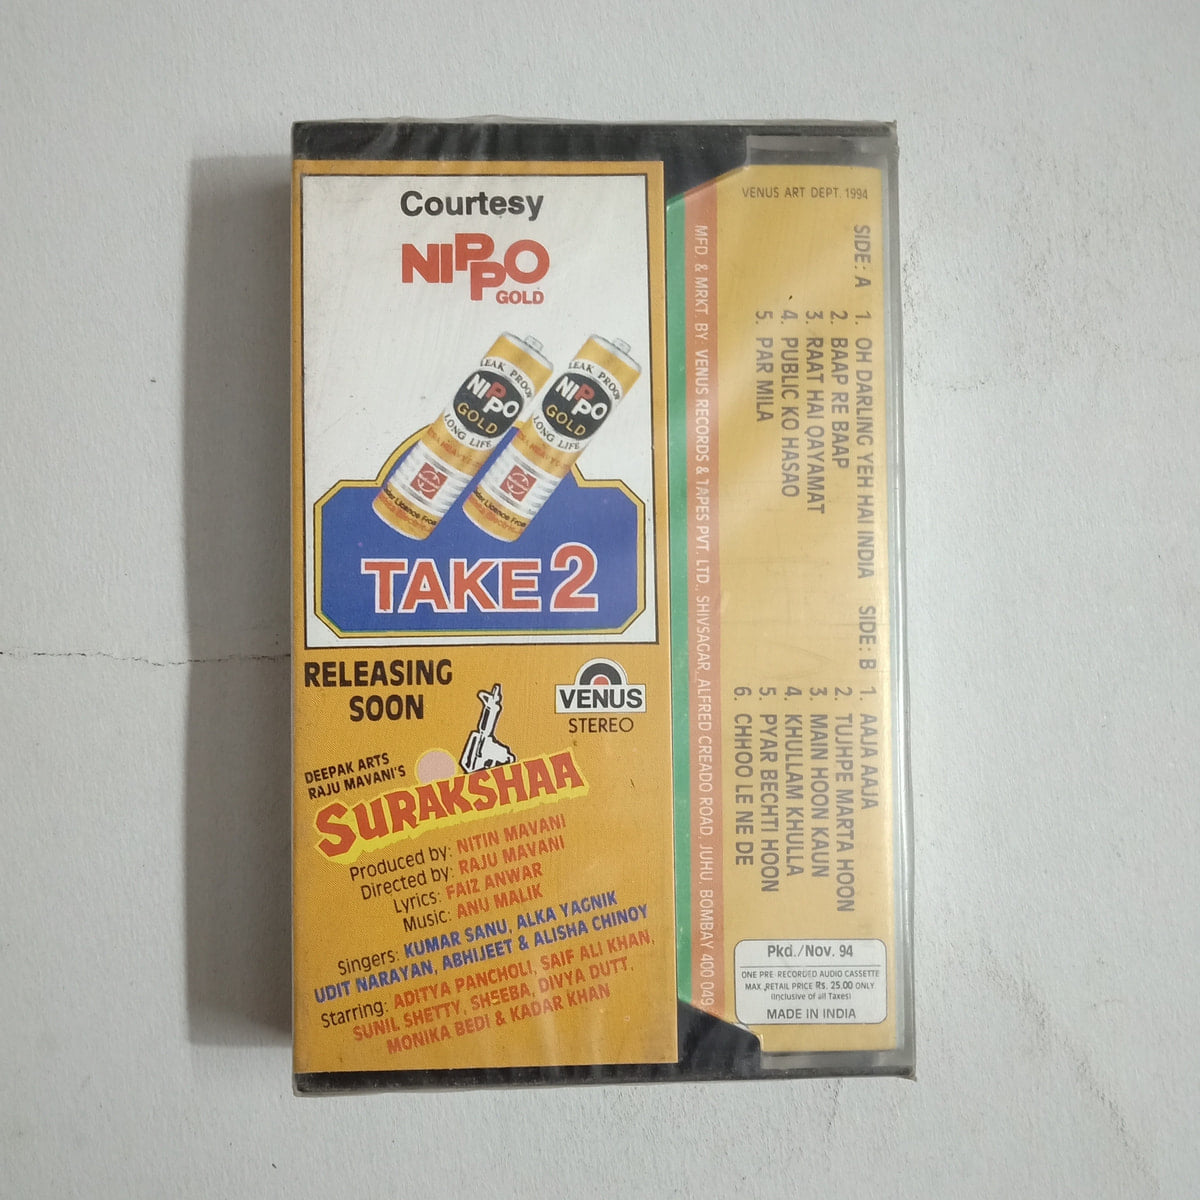 Courtesy
NIPPO
GOLD
LEAK PROOF
NIPPO
GOLD
LONG LIFE
LEAK PROOF
NIPPO
GOLD
LONG LIFE
TAKE 2
RELEASING
SOON
VENUS
STEREO
DEEPAK ARTS
RAJU MAVANI'S
SURAKSHAA
Produced by: NITIN MAVANI
Directed by: RAJU MAVANI
Lyrics: FAIZ ANWAR
Music: ANU MALIK
Singers: KUMAR SANU, ALKA YAGNIK
UDIT NARAYAN, ABHIJEET & ALISHA CHINOY
Starring: ADITYA PANCHOLI, SAIF ALI KHAN,
SUNIL SHETTY, SHEEBA, DIVYA DUTT,
MONIKA BEDI & KADAR KHAN
MFD. & MRKT. BY: VENUS RECORDS & TAPES PVT. LTD., SHIVSAGAR, ALFRED CREADO ROAD, JUHU, BOMBAY 400 049
VENUS ART DEPT. 1994
SIDE: A
1. OH DARLING YEH HAI INDIA
2. BAAP RE BAAP
3. RAAT HAI QAYAMAT
4. PUBLIC KO HASAO
5. PAR MILA
SIDE: B
1. AAJA AAJA
2. TUJHPE MARTA HOON
3. MAIN HOON KAUN
4. KHULLAM KHULLA
5. PYAR BECHTI HOON
6. CHHOO LE NE DE
Pkd./Nov. 94
ONE PRE-RECORDED AUDIO CASSETTE
MAX. RETAIL PRICE Rs. 25.00 ONLY.
(Inclusive of all Taxes)
MADE IN INDIA